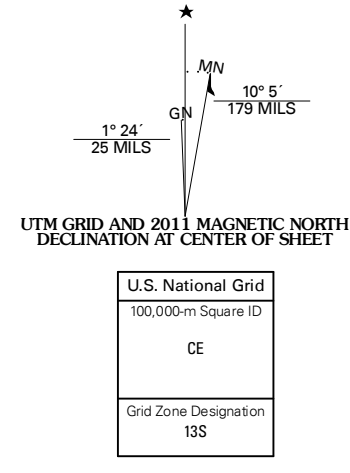 MN
10° 5´
179 MILS
GN
1° 24´
25 MILS
UTM GRID AND 2011 MAGNETIC NORTH
DECLINATION AT CENTER OF SHEET
U.S. National Grid
100,000-m Square ID
CE
Grid Zone Designation
13S